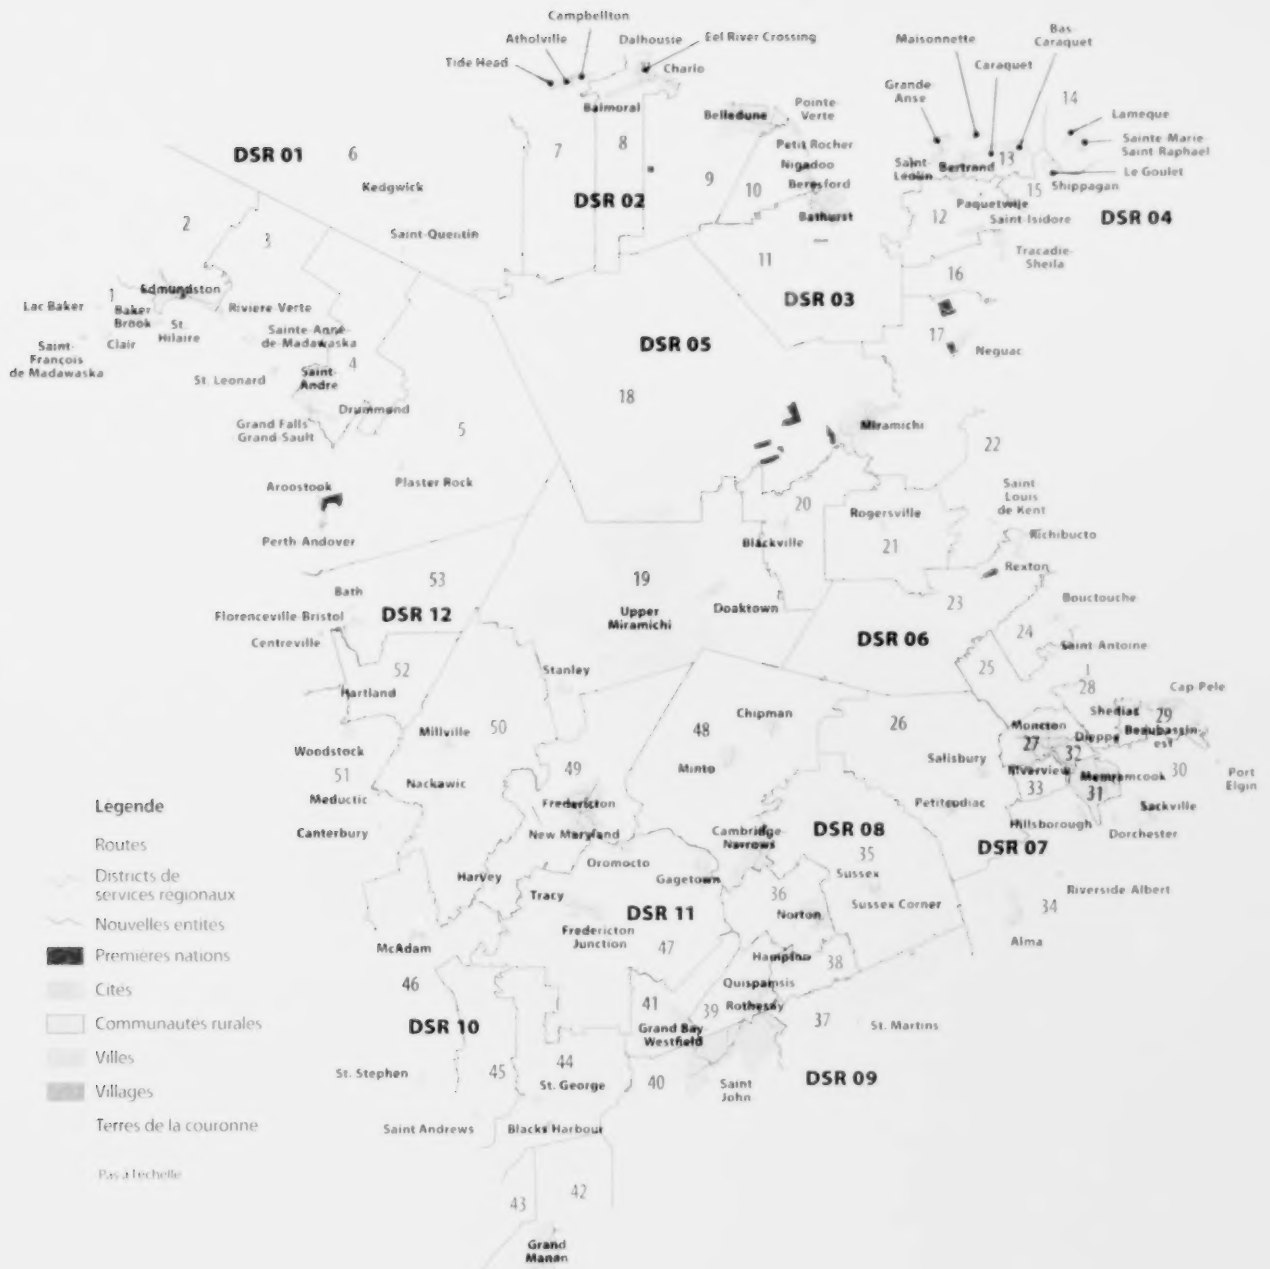 Campbellton
Atholville
Dalhousie
Eel River Crossing
Tide Head
Charlo
Balmoral
Maisonnette
Bas-
Caraquet
Caraquet
Grande-
Anse
14
Lameque
Sainte-Marie-
Saint-Raphael
Le Goulet
Shippagan
Saint-
Leolin
Bertrand
13
15
Paquetville
Saint-Isidore
12
DSR 04
Tracadie-
Sheila
16
17
Neguac
Belledune
Pointe-
Verte
Petit Rocher
Nigadoo
Beresford
Bathurst
DSR 01
6
Kedgwick
Saint-Quentin
7
8
9
10
DSR 02
11
DSR 03
2
3
1
Edmundston
Lac Baker
Baker
Brook
St.
Hilaire
Riviere-Verte
Clair
Saint-
François
de Madawaska
Sainte-Anne-
de-Madawaska
4
St. Leonard
Saint-
Andre
Drummond
Grand Falls
Grand-Sault
5
DSR 05
18
Miramichi
22
Aroostook
Plaster Rock
Perth Andover
20
Rogersville
21
Blackville
Saint
Louis
de Kent
Richibucto
Rexton
Bath
53
DSR 12
Florenceville Bristol
Centreville
52
Hartland
19
Upper
Miramichi
Doaktown
23
DSR 06
Bouctouche
24
Saint-Antoine
25
28
Cap Pele
Shediac
29
Beaubassin-
est
Moncton
27
Dieppe
32
Riverview
33
Memramcook
31
30
Port
Elgin
Sackville
Hillsborough
Dorchester
Stanley
Millville
50
Woodstock
51
Nackawic
Meductic
Canterbury
49
Fredericton
New Maryland
Oromocto
48
Chipman
Minto
26
Salisbury
Petitcodiac
DSR 07
Cambridge-
Narrows
DSR 08
35
Sussex
Sussex Corner
Gagetown
36
Norton
34
Riverside Albert
Alma
Harvey
Tracy
DSR 11
Fredericton
Junction
47
McAdam
Hampton
38
Quispamsis
Rothesay
46
DSR 10
41
39
Grand Bay-
Westfield
37
St. Martins
DSR 09
St. Stephen
45
44
St. George
40
Saint
John
Saint Andrews
Blacks Harbour
43
42
Grand
Manan
Légende
Routes
Districts de
services régionaux
Nouvelles entités
Premières nations
Cités
Communautés rurales
Villes
Villages
Terres de la couronne
Pas à l'échelle